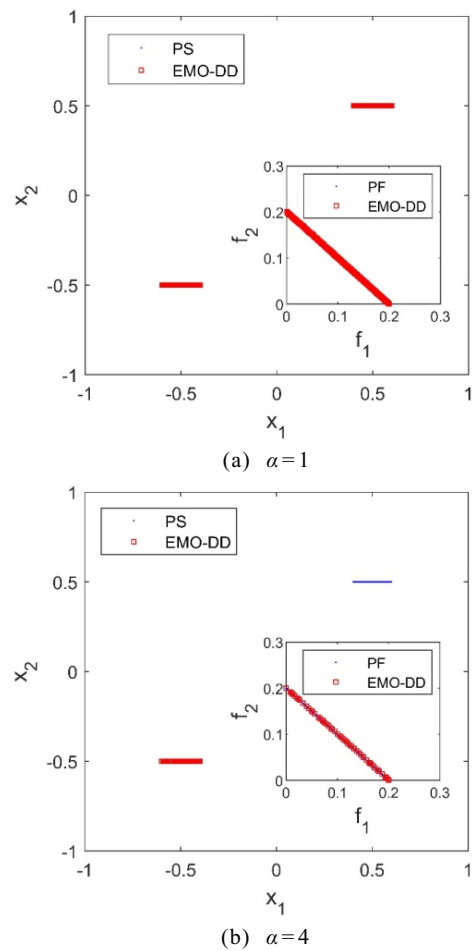 1
PS
EMO-DD
0.5
0.3
PF
EMO-DD
0.2
f2
0.1
0
0 0.1 0.2 0.3
f1
x2
0
-0.5
-1
-1 -0.5 0 0.5 1
x1
(a) α=1
1
PS
EMO-DD
0.5
0.3
PF
EMO-DD
0.2
f2
0.1
0
0 0.1 0.2 0.3
f1
x2
0
-0.5
-1
-1 -0.5 0 0.5 1
x1
(b) α=4